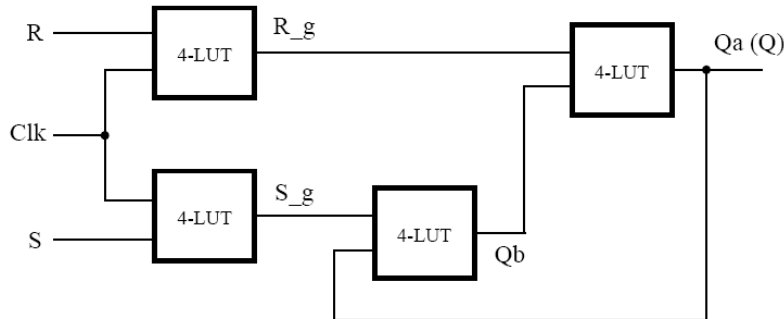 R
4-LUT
R_g
4-LUT
Qa (Q)
Clk
4-LUT
S_g
4-LUT
S
Qb